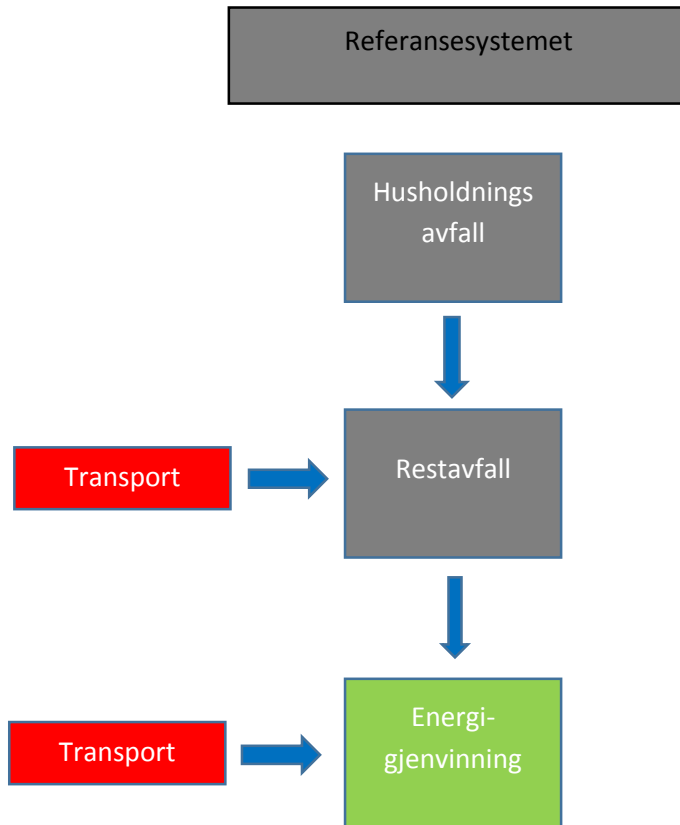 Referansesystemet
Husholdnings
avfall
Transport
Restavfall
Transport
Energi-
gjenvinning